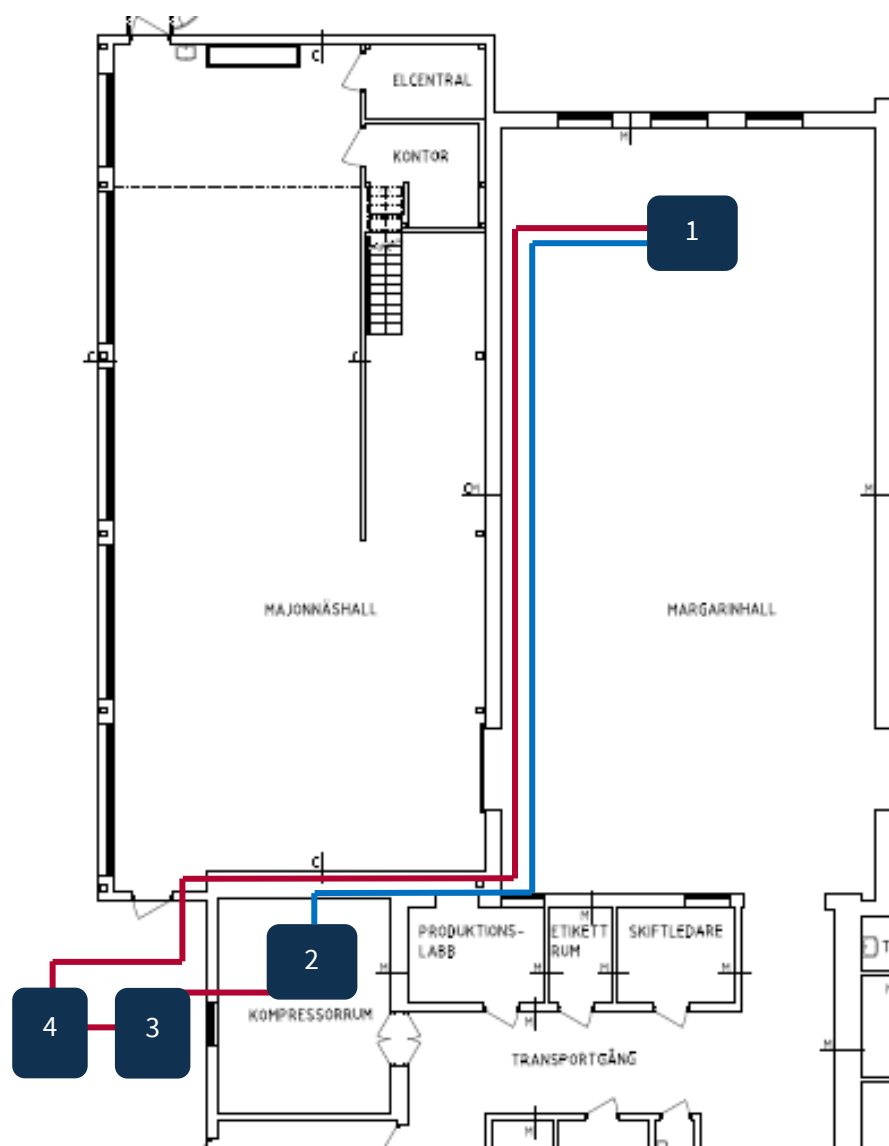 C
ELCENTRAL
M
KONTOR
1
C
C
C M
M
MAJONNÄSHALL
MARGARINHALL
C
M
PRODUKTIONS-
LABB
ETIKETT
RUM
SKIFTLEDARE
2
M
M
M
M
T
4
3
KOMPRESSORRUM
M
M
TRANSPORTGÅNG
M
M